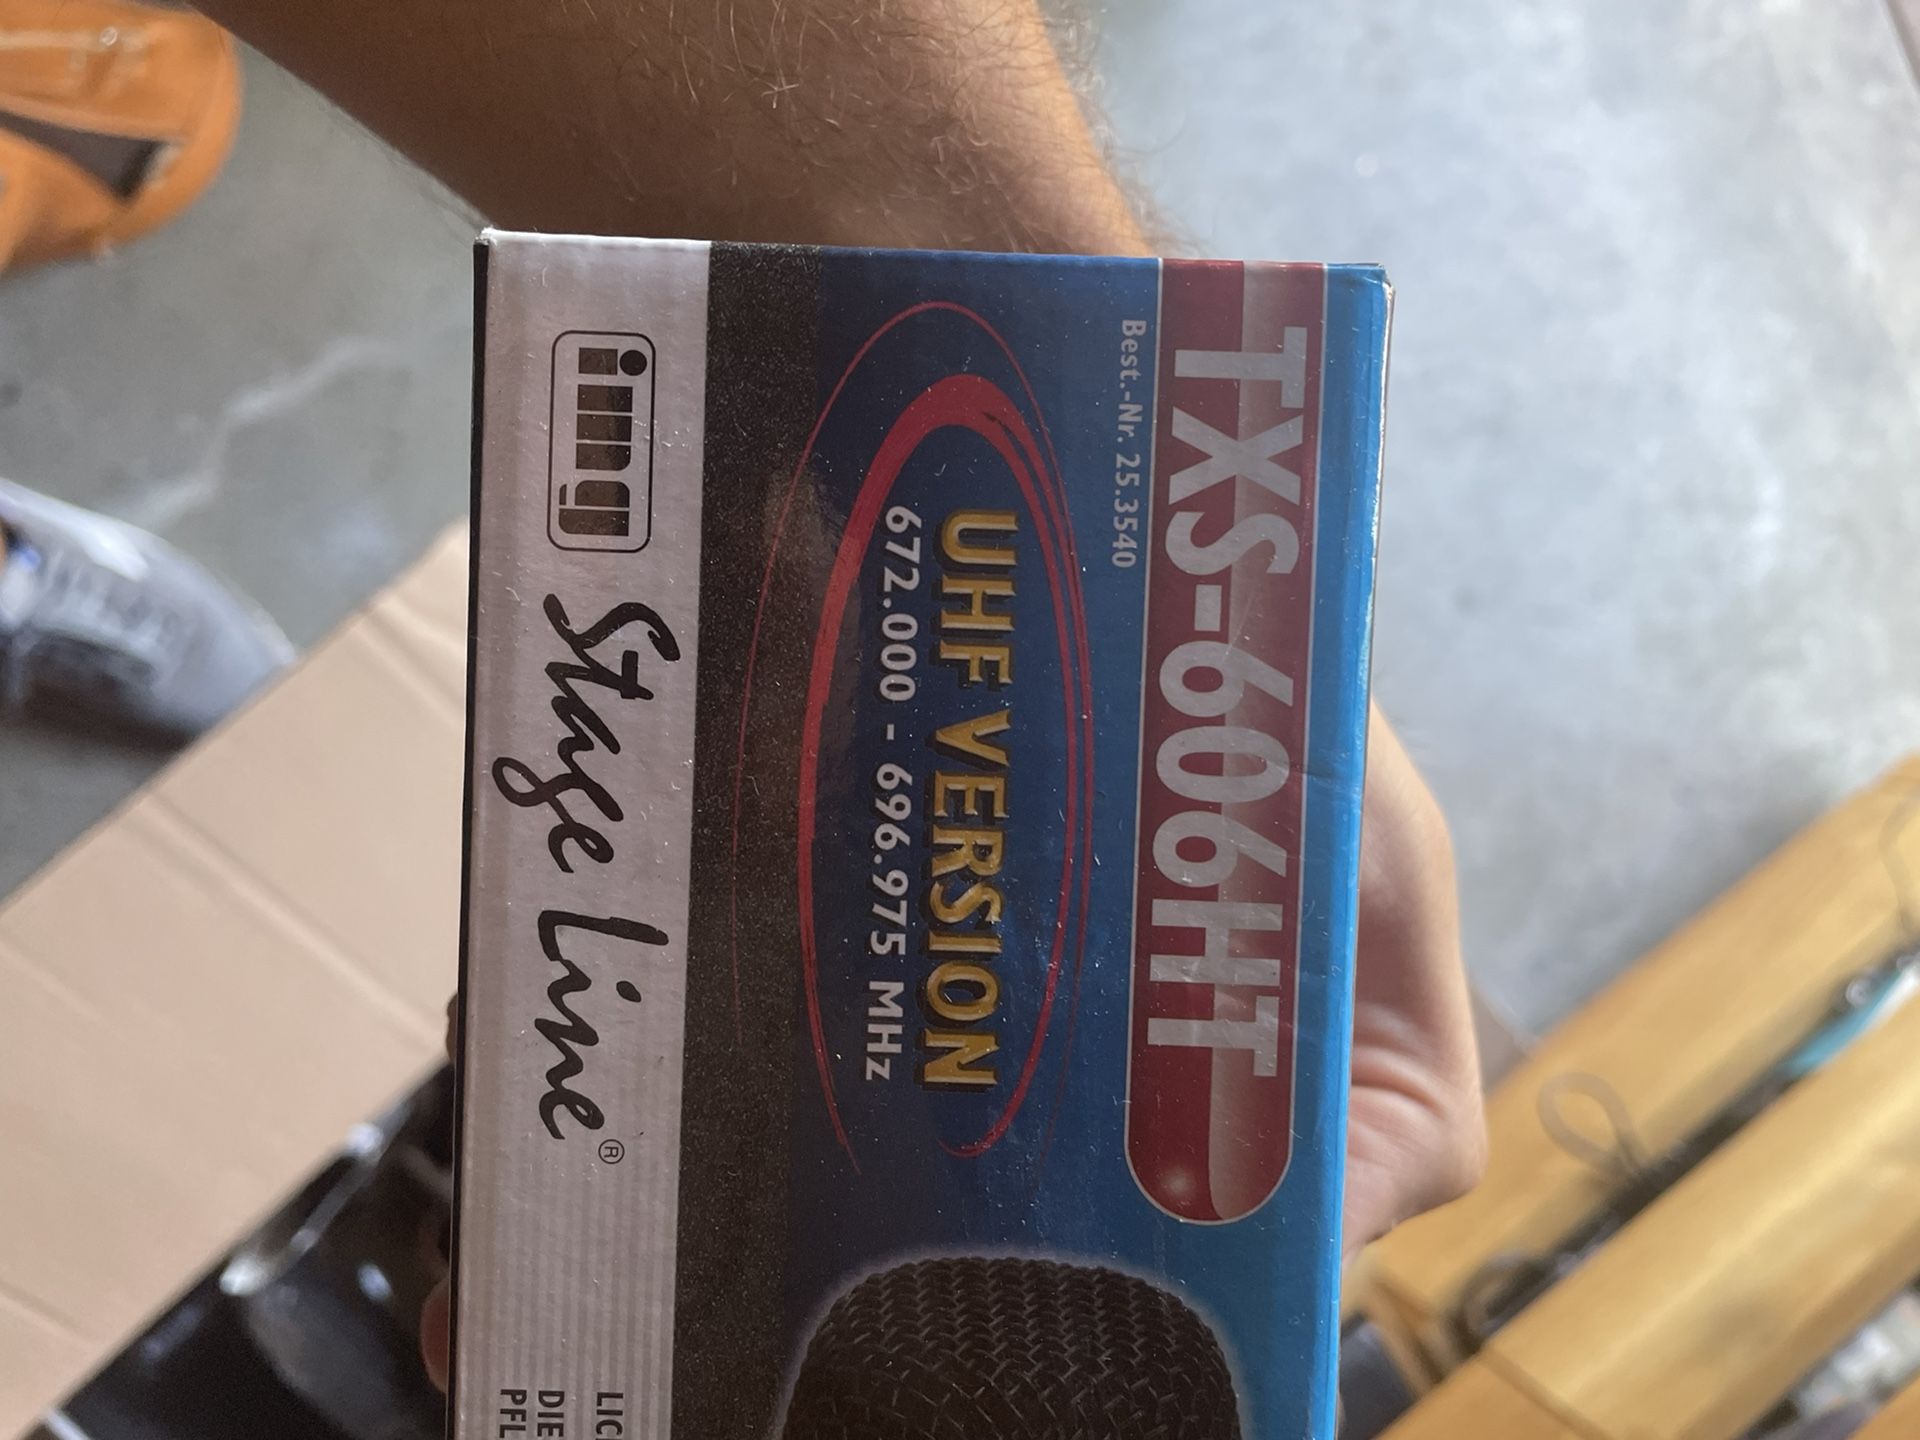 TXS-606HT
Best.-Nr. 25.3540
UHF VERSION
672.000 - 696.975 MHz
img Stage Line®